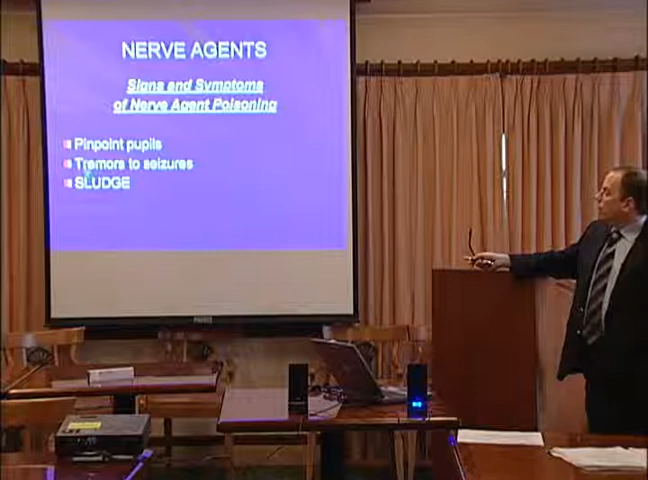 NERVE AGENTS
Signs and Symptoms
of Nerve Agent Poisoning
Pinpoint pupils
Tremors to seizures
SLUDGE